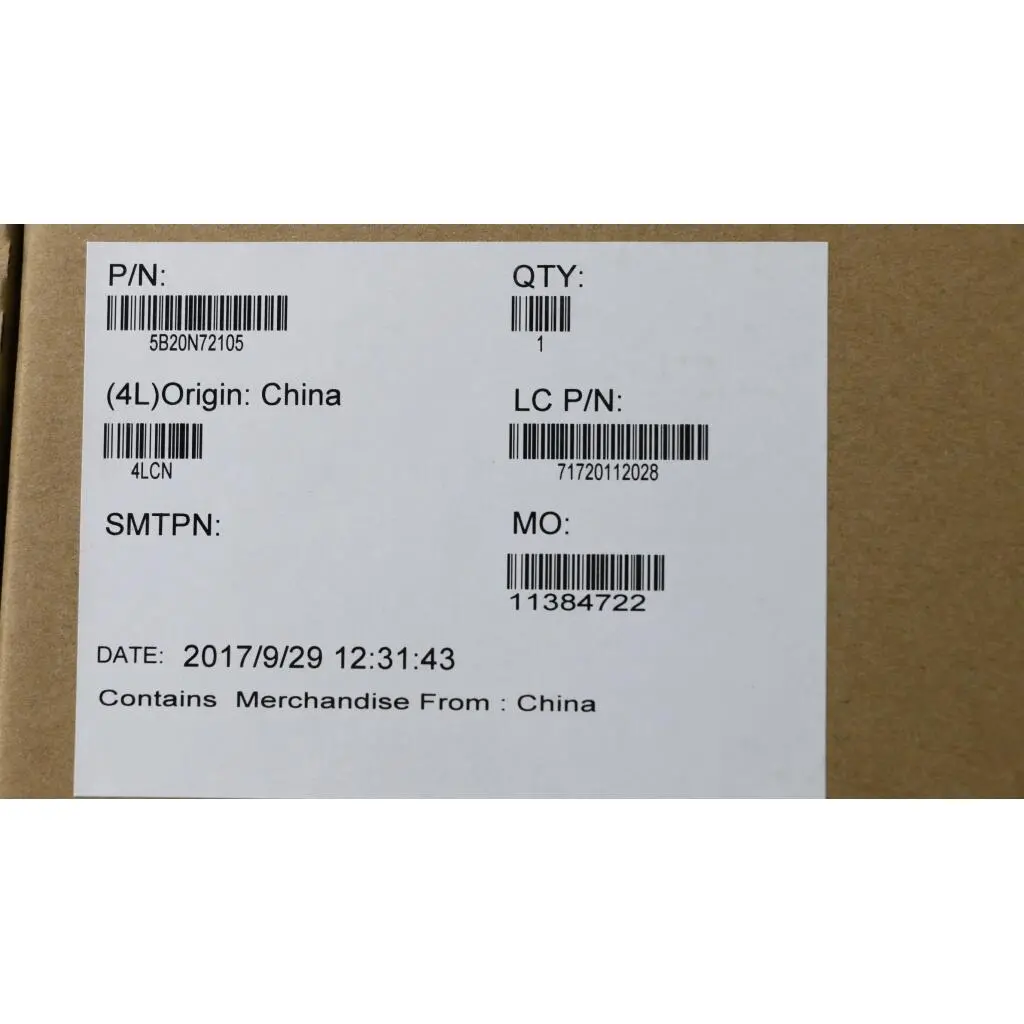 P/N:
5B20N72105
QTY:
1
(4L)Origin: China
4LCN
LC P/N:
71720112028
SMTPN:
MO:
11384722
DATE: 2017/9/29 12:31:43
Contains Merchandise From : China